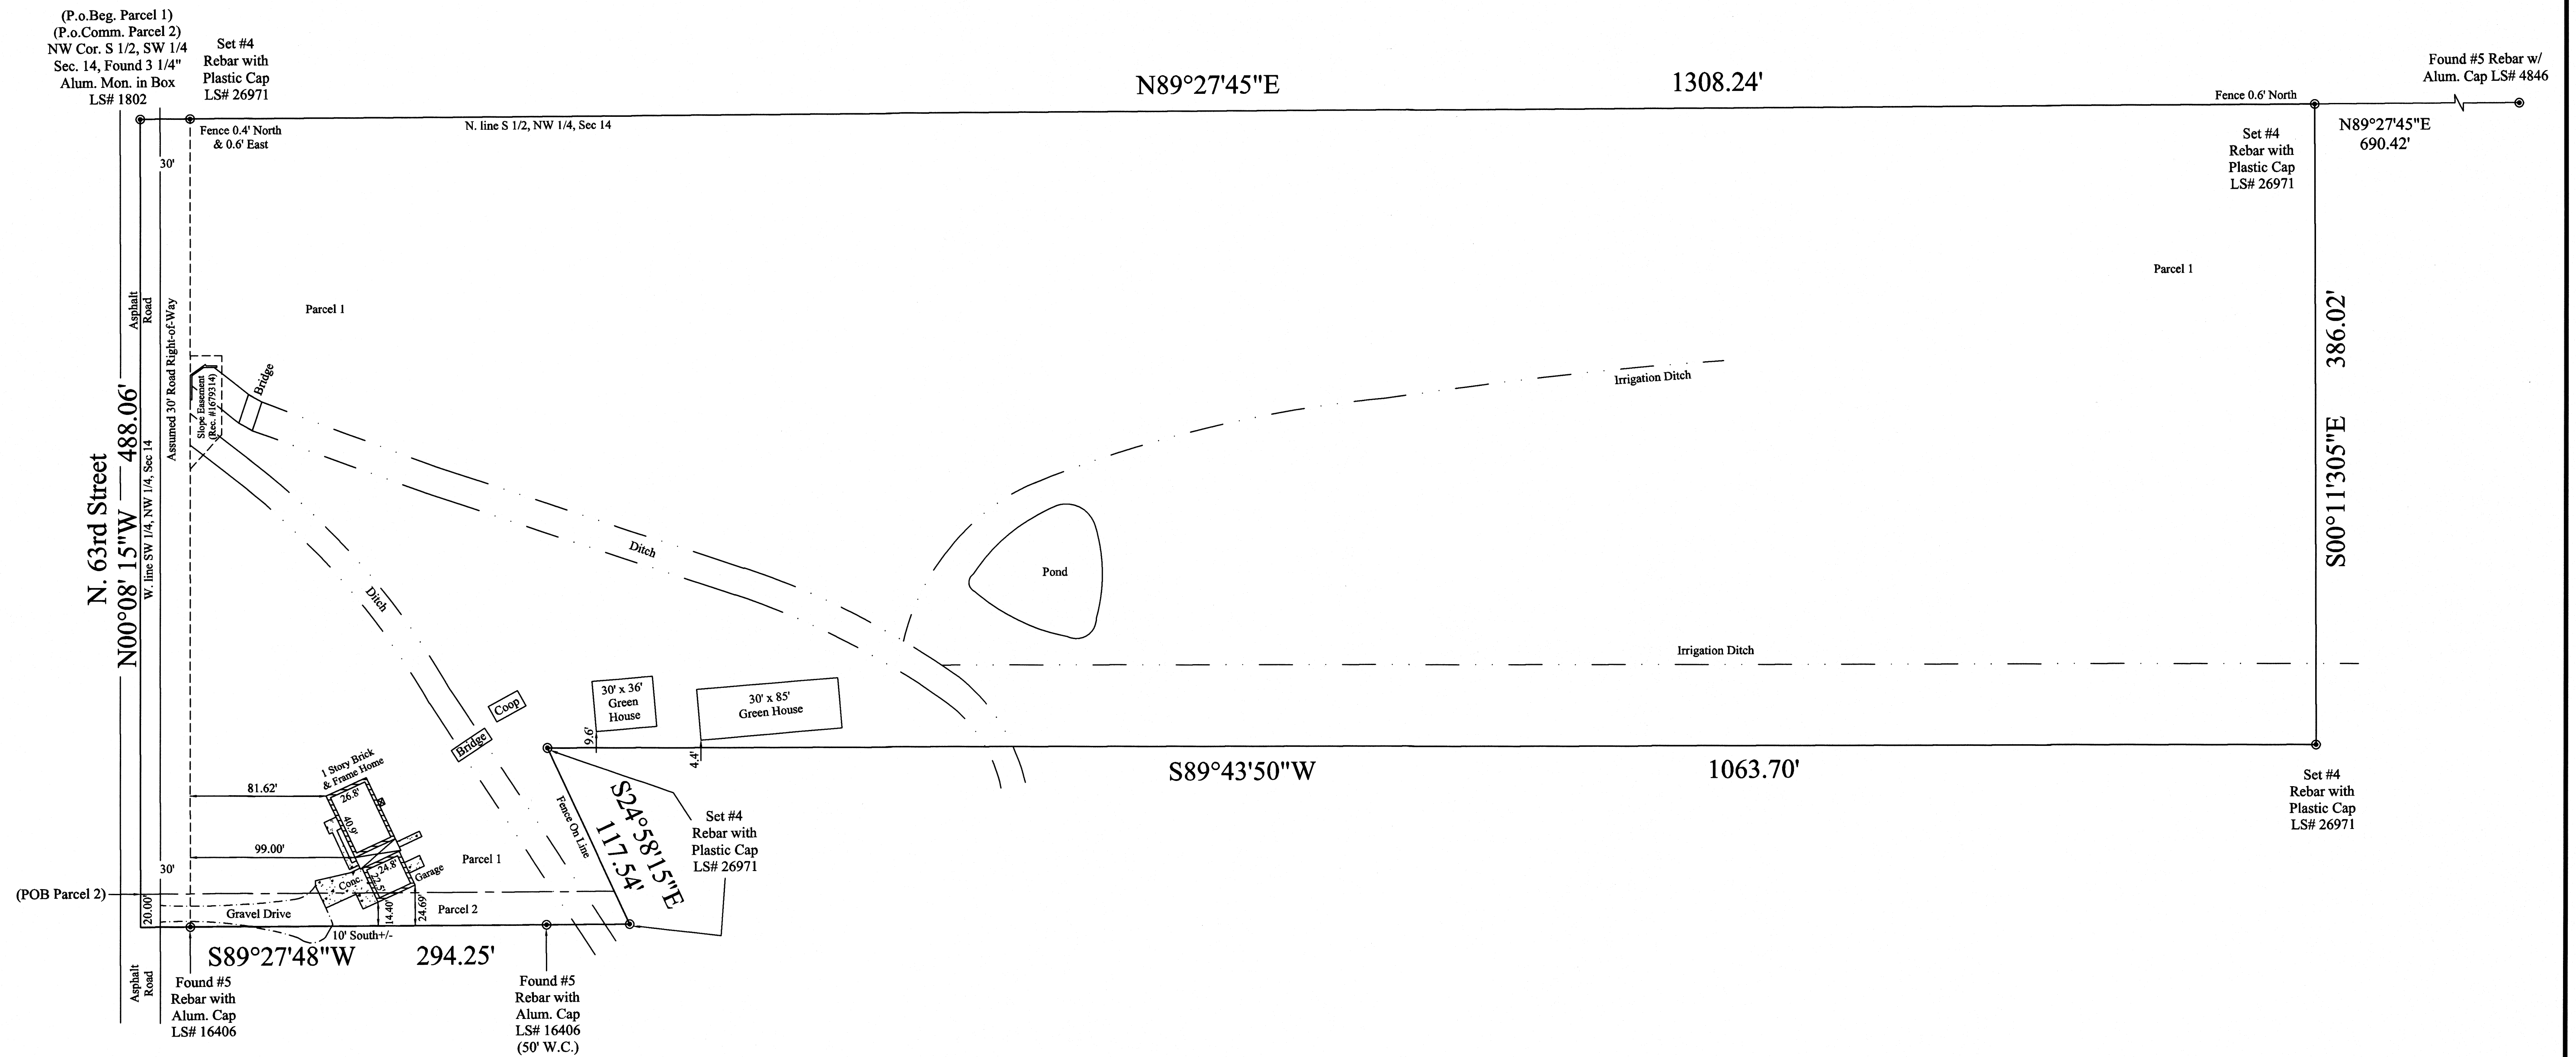 (P.o.Beg. Parcel 1)
(P.o.Comm. Parcel 2)
NW Cor. S 1/2, SW 1/4
Sec. 14, Found 3 1/4"
Alum. Mon. in Box
LS# 1802
Set #4
Rebar with
Plastic Cap
LS# 26971
N89°27'45"E
1308.24'
Found #5 Rebar w/
Alum. Cap LS# 4846
Fence 0.6' North
N89°27'45"E
690.42'
Fence 0.4' North
& 0.6' East
N. line S 1/2, NW 1/4, Sec 14
30'
Set #4
Rebar with
Plastic Cap
LS# 26971
Parcel 1
Parcel 1
Asphalt
Road
Assumed 30' Road Right-of-Way
N. 63rd Street
N00°08' 15"W
488.06'
W. line SW 1/4, NW 1/4, Sec 14
Slope Easement
(Rec. #1679314)
Bridge
Irrigation Ditch
386.02'
S00°11'305"E
Ditch
Ditch
Pond
Irrigation Ditch
30' x 36'
Green
House
30' x 85'
Green House
Coop
Bridge
9.6'
4.4'
S89°43'50"W
1063.70'
Set #4
Rebar with
Plastic Cap
LS# 26971
1 Story Brick
& Frame Home
81.62'
26.8'
40.9'
Fence On Line
S24°58'15"E
117.54'
Set #4
Rebar with
Plastic Cap
LS# 26971
99.00'
Parcel 1
30'
24.8'
22.5'
Conc.
Garage
(POB Parcel 2)
20.00'
Gravel Drive
14.40'
24.69'
Parcel 2
10' South+/-
S89°27'48"W
294.25'
Asphalt
Road
Found #5
Rebar with
Alum. Cap
LS# 16406
Found #5
Rebar with
Alum. Cap
LS# 16406
(50' W.C.)